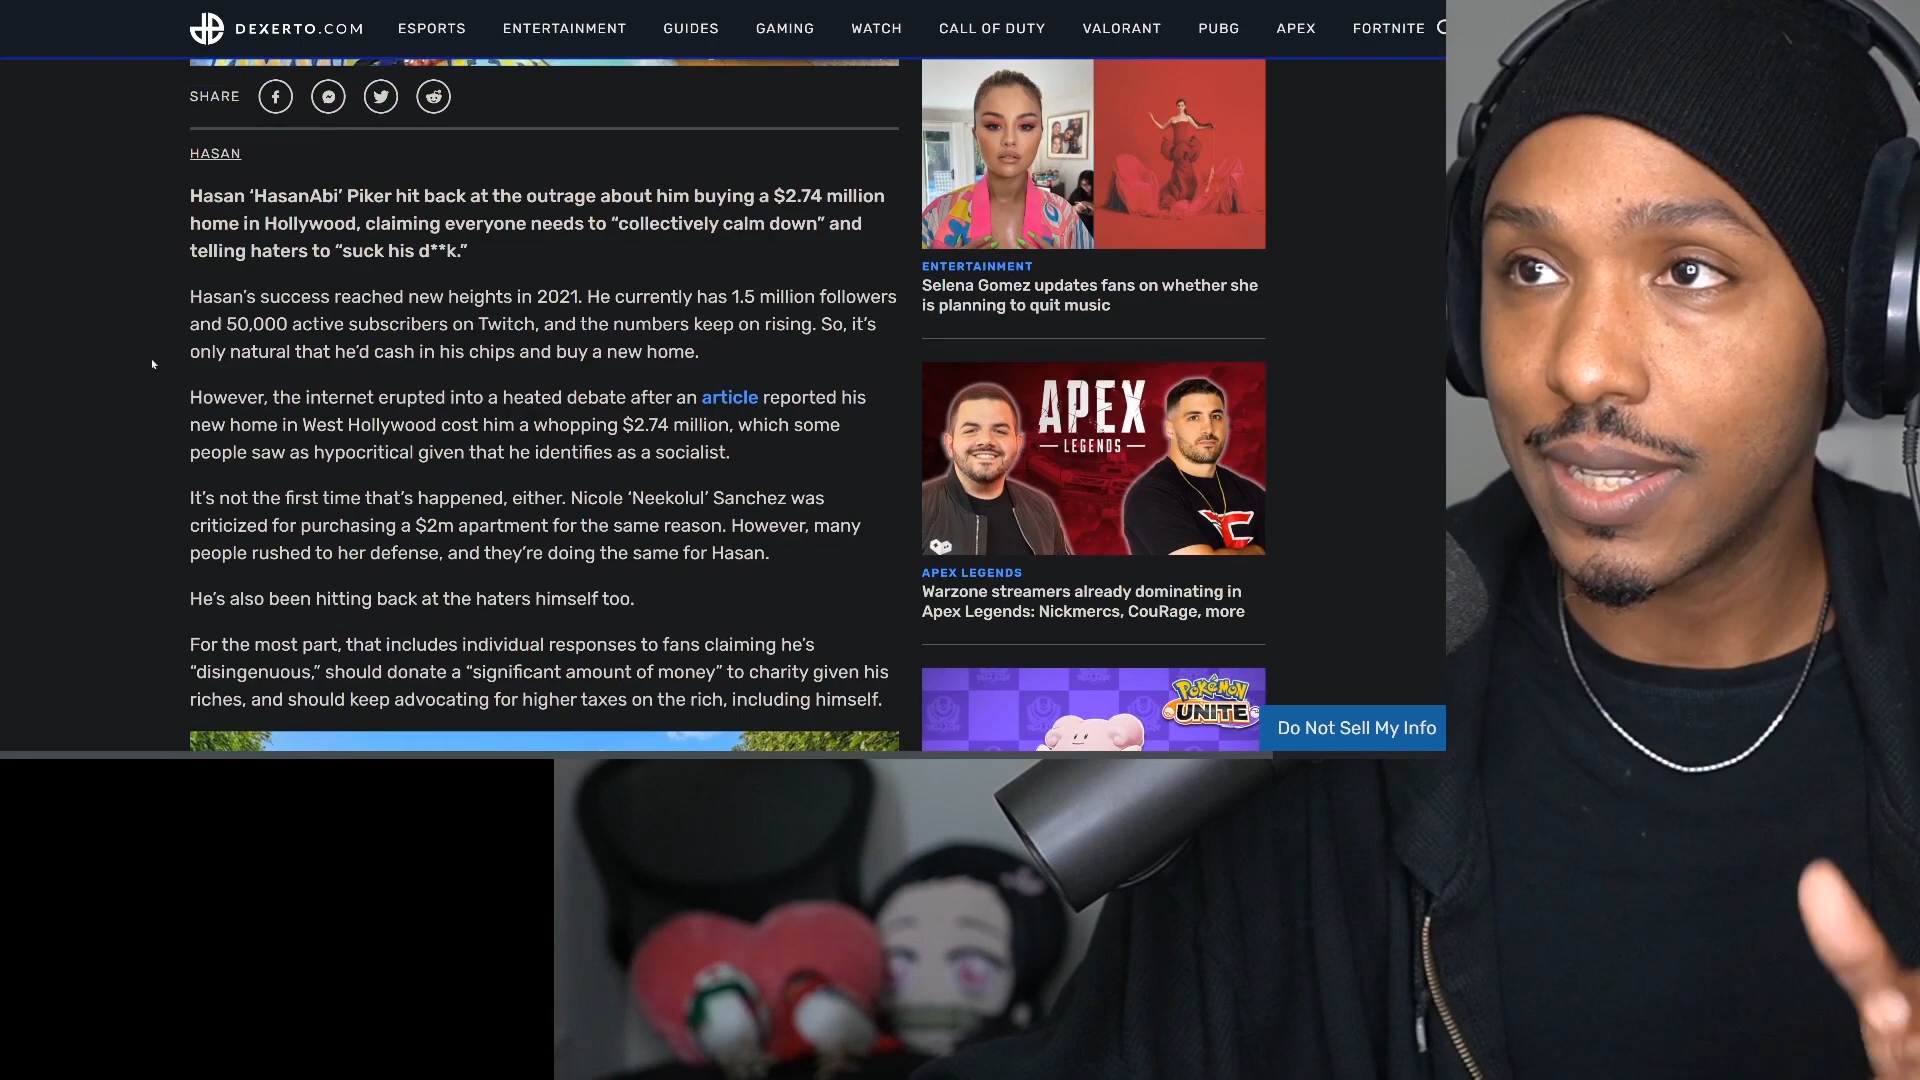 DEXERTO.COM
ESPORTS
ENTERTAINMENT
GUIDES
GAMING
WATCH
CALL OF DUTY
VALORANT
PUBG
APEX
FORTNITE
SHARE
HASAN
Hasan ‘HasanAbi’ Piker hit back at the outrage about him buying a $2.74 million
home in Hollywood, claiming everyone needs to “collectively calm down” and
telling haters to “suck his d**k.”
Hasan’s success reached new heights in 2021. He currently has 1.5 million followers
and 50,000 active subscribers on Twitch, and the numbers keep on rising. So, it’s
only natural that he’d cash in his chips and buy a new home.
However, the internet erupted into a heated debate after an article reported his
new home in West Hollywood cost him a whopping $2.74 million, which some
people saw as hypocritical given that he identifies as a socialist.
It’s not the first time that’s happened, either. Nicole ‘Neekolul’ Sanchez was
criticized for purchasing a $2m apartment for the same reason. However, many
people rushed to her defense, and they’re doing the same for Hasan.
He’s also been hitting back at the haters himself too.
For the most part, that includes individual responses to fans claiming he’s
“disingenuous,” should donate a “significant amount of money” to charity given his
riches, and should keep advocating for higher taxes on the rich, including himself.
ENTERTAINMENT
Selena Gomez updates fans on whether she
is planning to quit music
APEX
LEGENDS
APEX LEGENDS
Warzone streamers already dominating in
Apex Legends: Nickmercs, CouRage, more
POKÉMON
UNITE
Do Not Sell My Info